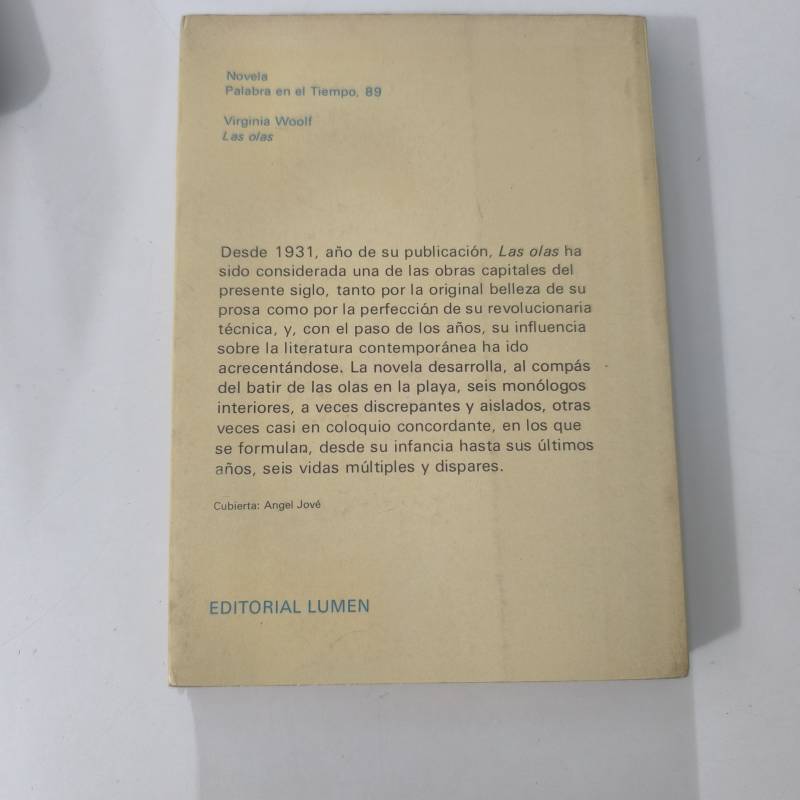 Novela
Palabra en el Tiempo, 89
Virginia Woolf
Las olas
Desde 1931, año de su publicación, Las olas ha
sido considerada una de las obras capitales del
presente siglo, tanto por la original belleza de su
prosa como por la perfección de su revolucionaria
técnica, y, con el paso de los años, su influencia
sobre la literatura contemporánea ha ido
acrecentándose. La novela desarrolla, al compás
del batir de las olas en la playa, seis monólogos
interiores, a veces discrepantes y aislados, otras
veces casi en coloquio concordante, en los que
se formulan, desde su infancia hasta sus últimos
años, seis vidas múltiples y dispares.
Cubierta: Angel Jové
EDITORIAL LUMEN